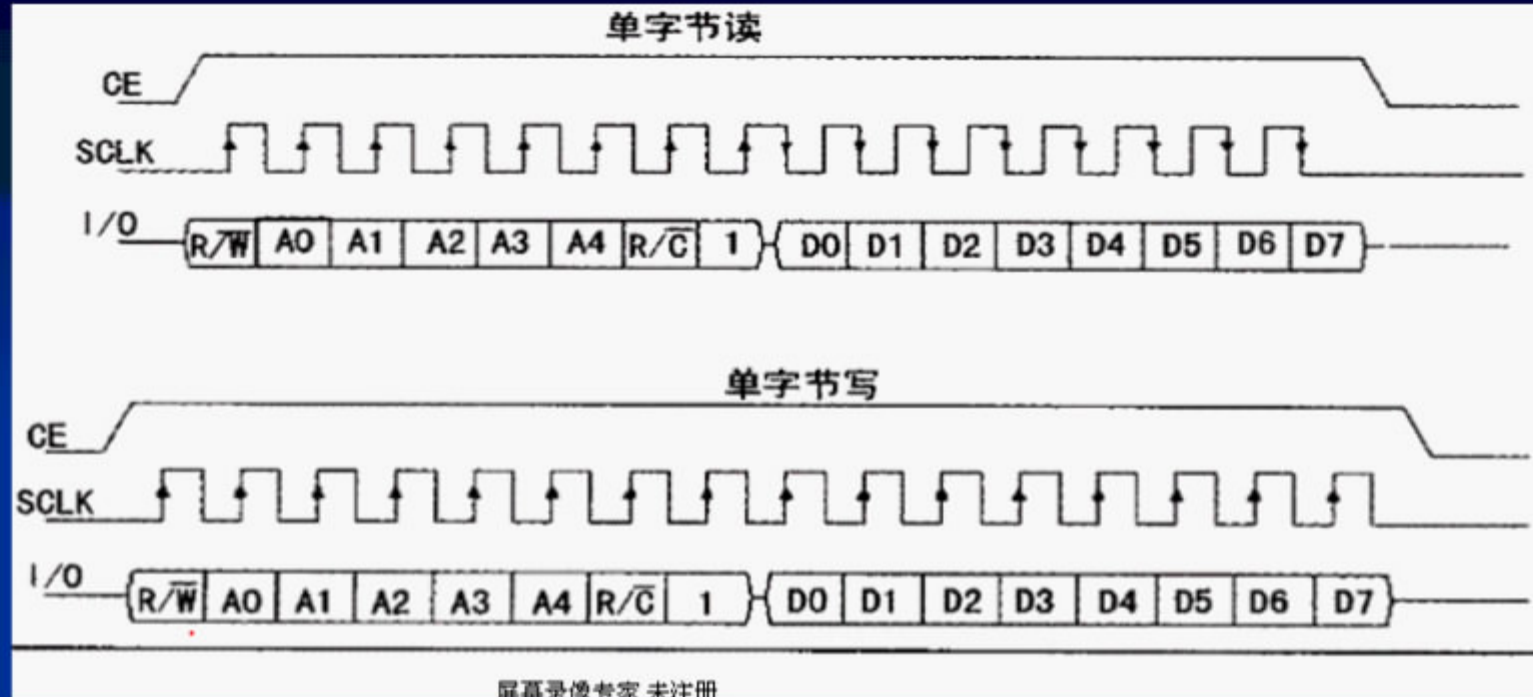 单字节读
CE
SCLK
I/O R/W̅ A0 A1 A2 A3 A4 R/C̅ 1 D0 D1 D2 D3 D4 D5 D6 D7
单字节写
CE
SCLK
I/O R/W̅ A0 A1 A2 A3 A4 R/C̅ 1 D0 D1 D2 D3 D4 D5 D6 D7
屏幕录像专家 未注册